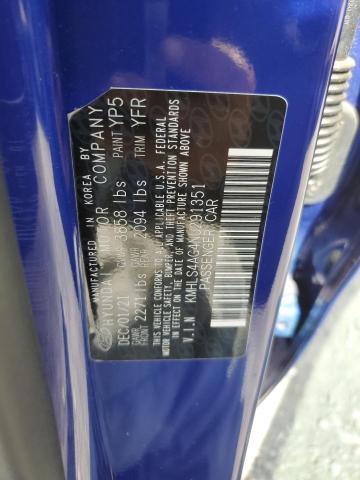 MANUFACTURED IN KOREA BY
HYUNDAI MOTOR COMPANY
DEC/01/21 GVWR 3858 lbs PAINT YP5
GAWR
FRONT 2271 lbs REAR 2094 lbs TRIM YFR
THIS VEHICLE CONFORMS TO ALL APPLICABLE U.S.A. FEDERAL
MOTOR VEHICLE SAFETY, BUMPER, AND THEFT PREVENTION STANDARDS
IN EFFECT ON THE DATE OF MANUFACTURE SHOWN ABOVE
V.I.N
PASSENGER CAR